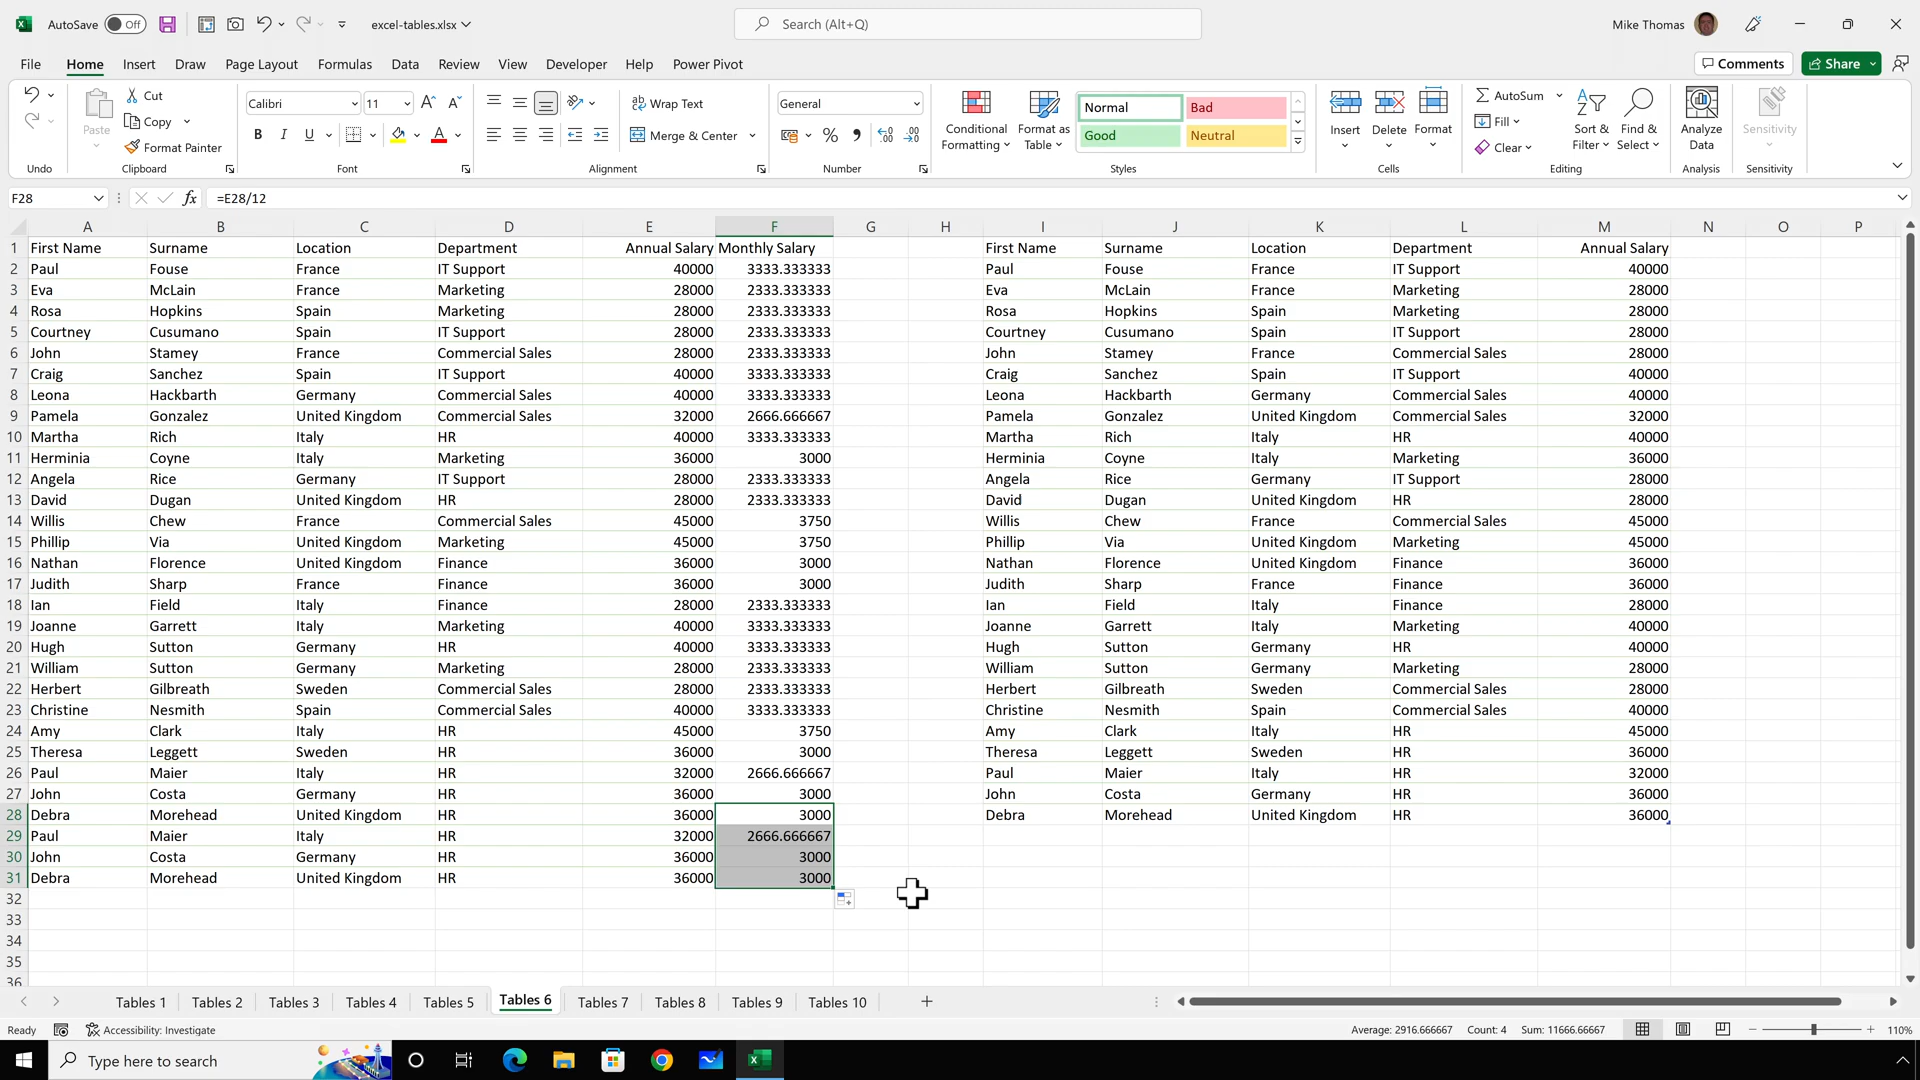 AutoSave Off excel-tables.xlsx Search (Alt+Q) Mike Thomas
File Home Insert Draw Page Layout Formulas Data Review View Developer Help Power Pivot Comments Share
Cut Calibri 11 Wrap Text General Normal Bad AutoSum
Paste Copy Conditional Formatting Format as Table Good Neutral Insert Delete Format Fill Sort & Filter Find & Select Analyze Data Sensitivity
Format Painter B I U Merge & Center % Clear
Undo Clipboard Font Alignment Number Styles Cells Editing Analysis Sensitivity
F28 fx =E28/12
A B C D E F G H I J K L M N O P
1 First Name Surname Location Department Annual Salary Monthly Salary First Name Surname Location Department Annual Salary
2 Paul Fouse France IT Support 40000 3333.333333 Paul Fouse France IT Support 40000
3 Eva McLain France Marketing 28000 2333.333333 Eva McLain France Marketing 28000
4 Rosa Hopkins Spain Marketing 28000 2333.333333 Rosa Hopkins Spain Marketing 28000
5 Courtney Cusumano Spain IT Support 28000 2333.333333 Courtney Cusumano Spain IT Support 28000
6 John Stamey France Commercial Sales 28000 2333.333333 John Stamey France Commercial Sales 28000
7 Craig Sanchez Spain IT Support 40000 3333.333333 Craig Sanchez Spain IT Support 40000
8 Leona Hackbarth Germany Commercial Sales 40000 3333.333333 Leona Hackbarth Germany Commercial Sales 40000
9 Pamela Gonzalez United Kingdom Commercial Sales 32000 2666.666667 Pamela Gonzalez United Kingdom Commercial Sales 32000
10 Martha Rich Italy HR 40000 3333.333333 Martha Rich Italy HR 40000
11 Herminia Coyne Italy Marketing 36000 3000 Herminia Coyne Italy Marketing 36000
12 Angela Rice Germany IT Support 28000 2333.333333 Angela Rice Germany IT Support 28000
13 David Dugan United Kingdom HR 28000 2333.333333 David Dugan United Kingdom HR 28000
14 Willis Chew France Commercial Sales 45000 3750 Willis Chew France Commercial Sales 45000
15 Phillip Via United Kingdom Marketing 45000 3750 Phillip Via United Kingdom Marketing 45000
16 Nathan Florence United Kingdom Finance 36000 3000 Nathan Florence United Kingdom Finance 36000
17 Judith Sharp France Finance 36000 3000 Judith Sharp France Finance 36000
18 Ian Field Italy Finance 28000 2333.333333 Ian Field Italy Finance 28000
19 Joanne Garrett Italy Marketing 40000 3333.333333 Joanne Garrett Italy Marketing 40000
20 Hugh Sutton Germany HR 40000 3333.333333 Hugh Sutton Germany HR 40000
21 William Sutton Germany Marketing 28000 2333.333333 William Sutton Germany Marketing 28000
22 Herbert Gilbreath Sweden Commercial Sales 28000 2333.333333 Herbert Gilbreath Sweden Commercial Sales 28000
23 Christine Nesmith Spain Commercial Sales 40000 3333.333333 Christine Nesmith Spain Commercial Sales 40000
24 Amy Clark Italy HR 45000 3750 Amy Clark Italy HR 45000
25 Theresa Leggett Sweden HR 36000 3000 Theresa Leggett Sweden HR 36000
26 Paul Maier Italy HR 32000 2666.666667 Paul Maier Italy HR 32000
27 John Costa Germany HR 36000 3000 John Costa Germany HR 36000
28 Debra Morehead United Kingdom HR 36000 3000 Debra Morehead United Kingdom HR 36000
29 Paul Maier Italy HR 32000 2666.666667
30 John Costa Germany HR 36000 3000
31 Debra Morehead United Kingdom HR 36000 3000
32
33
34
35
36
Tables 1 Tables 2 Tables 3 Tables 4 Tables 5 Tables 6 Tables 7 Tables 8 Tables 9 Tables 10
Ready Accessibility: Investigate Average: 2916.666667 Count: 4 Sum: 11666.66667 110%
Type here to search